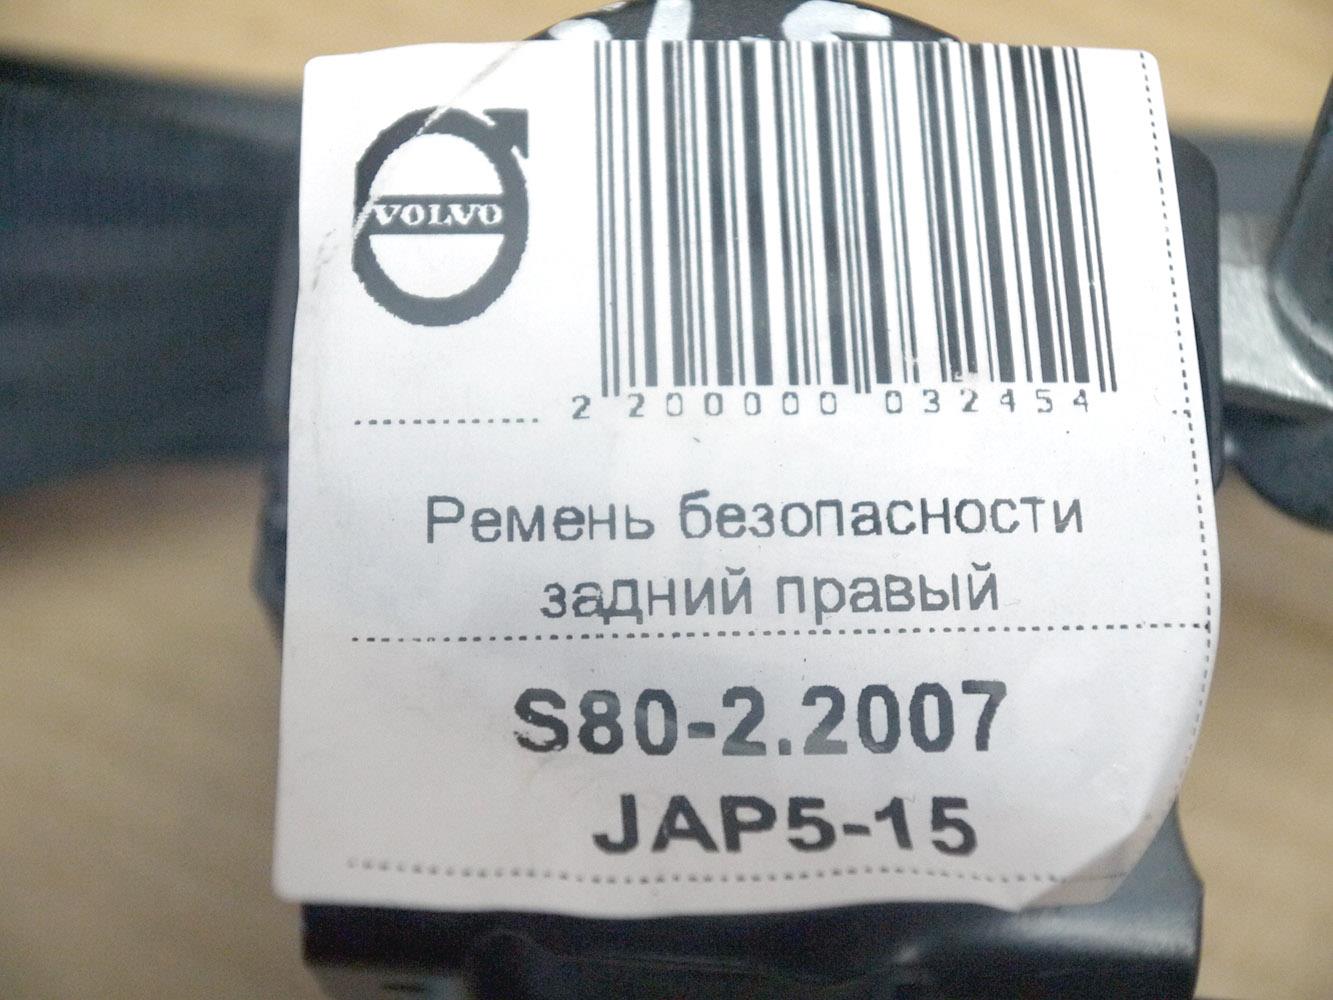 VOLVO
2 200000 032454
Ремень безопасности
задний правый
S80-2.2007
JAP5-15